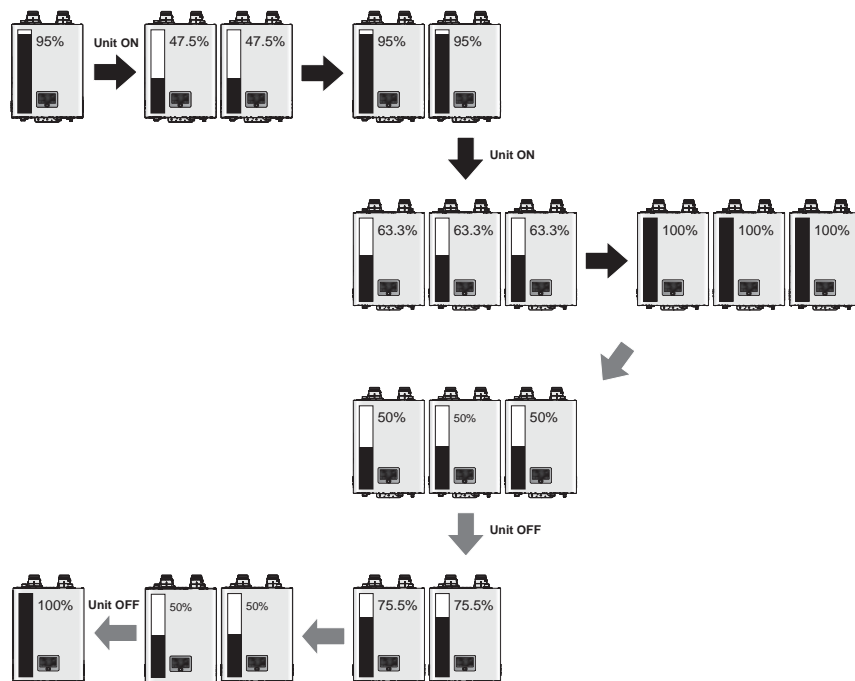 95% Unit ON 47.5% 47.5% 95% 95%
Unit ON
63.3% 63.3% 63.3% 100% 100% 100%
50% 50% 50%
Unit OFF
100% Unit OFF 50% 50% 75.5% 75.5%